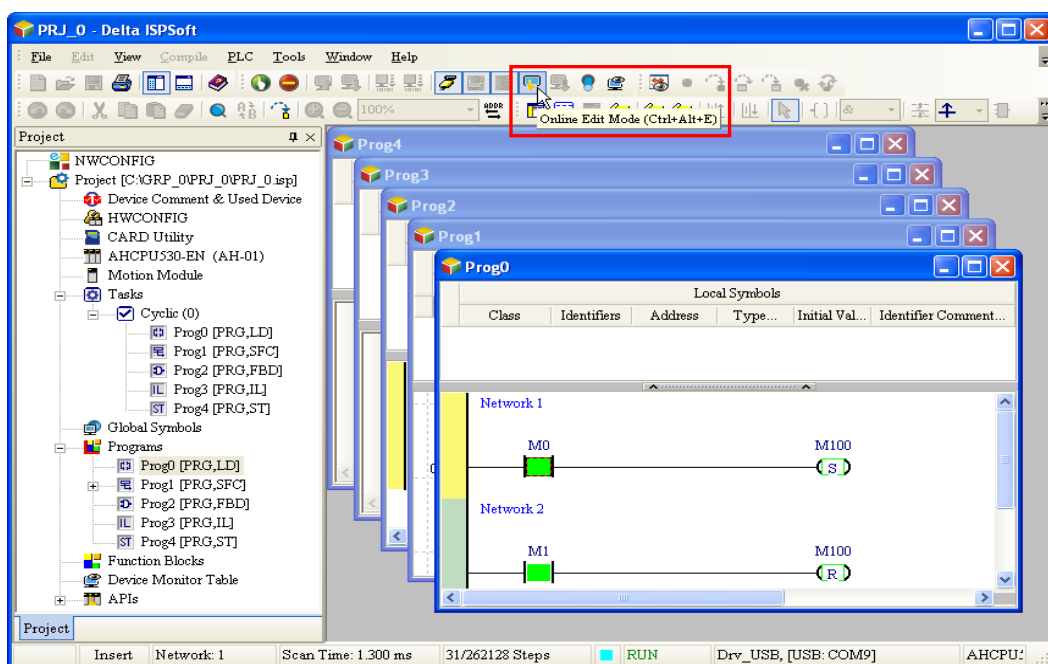 PRJ_0 - Delta ISPSoft
File Edit View Compile PLC Tools Window Help
100%
Online Edit Mode (Ctrl+Alt+E)
&
Project
NWCONFIG
Project [C:\GRP_0\PRJ_0\PRJ_0.isp]
Device Comment & Used Device
HWCONFIG
CARD Utility
AHCPU530-EN (AH-01)
Motion Module
Tasks
Cyclic (0)
Prog0 [PRG,LD]
Prog1 [PRG,SFC]
Prog2 [PRG,FBD]
Prog3 [PRG,IL]
Prog4 [PRG,ST]
Global Symbols
Programs
Prog0 [PRG,LD]
Prog1 [PRG,SFC]
Prog2 [PRG,FBD]
Prog3 [PRG,IL]
Prog4 [PRG,ST]
Function Blocks
Device Monitor Table
APIs
Project
Prog4
Prog3
Prog2
Prog1
Prog0
Local Symbols
Class Identifiers Address Type... Initial Val... Identifier Comment...
Network 1
M0 M100
S
Network 2
M1 M100
R
Insert Network: 1 Scan Time: 1.300 ms 31/262128 Steps RUN Drv_USB, [USB: COM9]